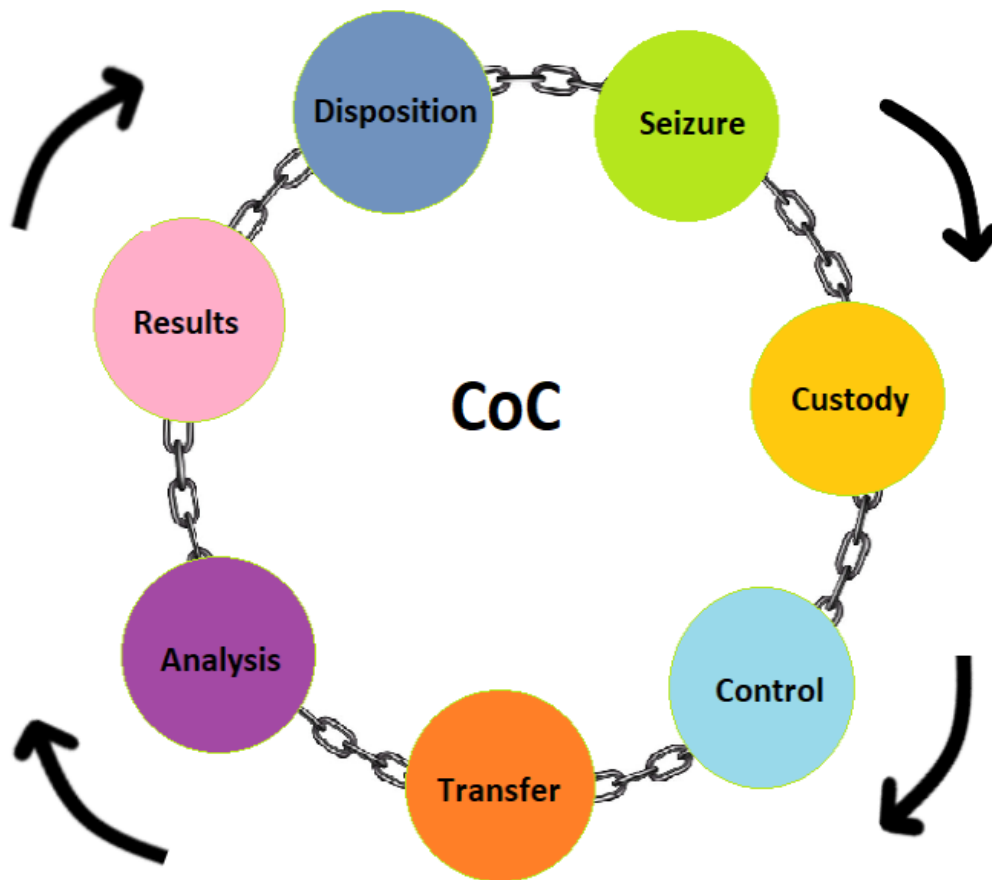 Disposition
Seizure
Results
CoC
Custody
Analysis
Control
Transfer